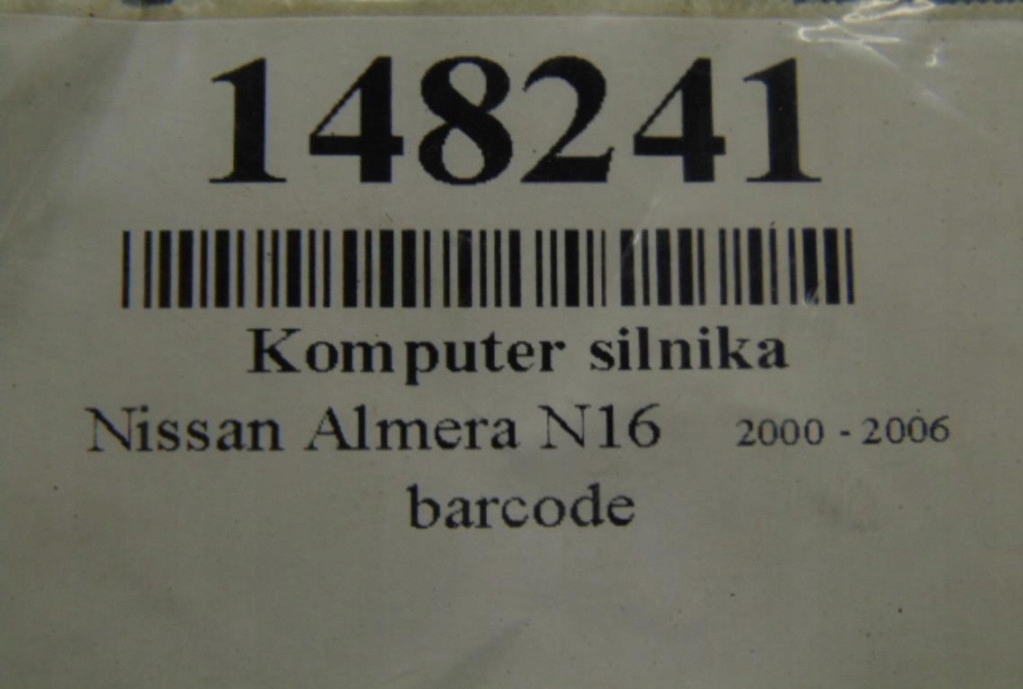 148241
Komputer silnika
Nissan Almera N16 2000 - 2006
barcode